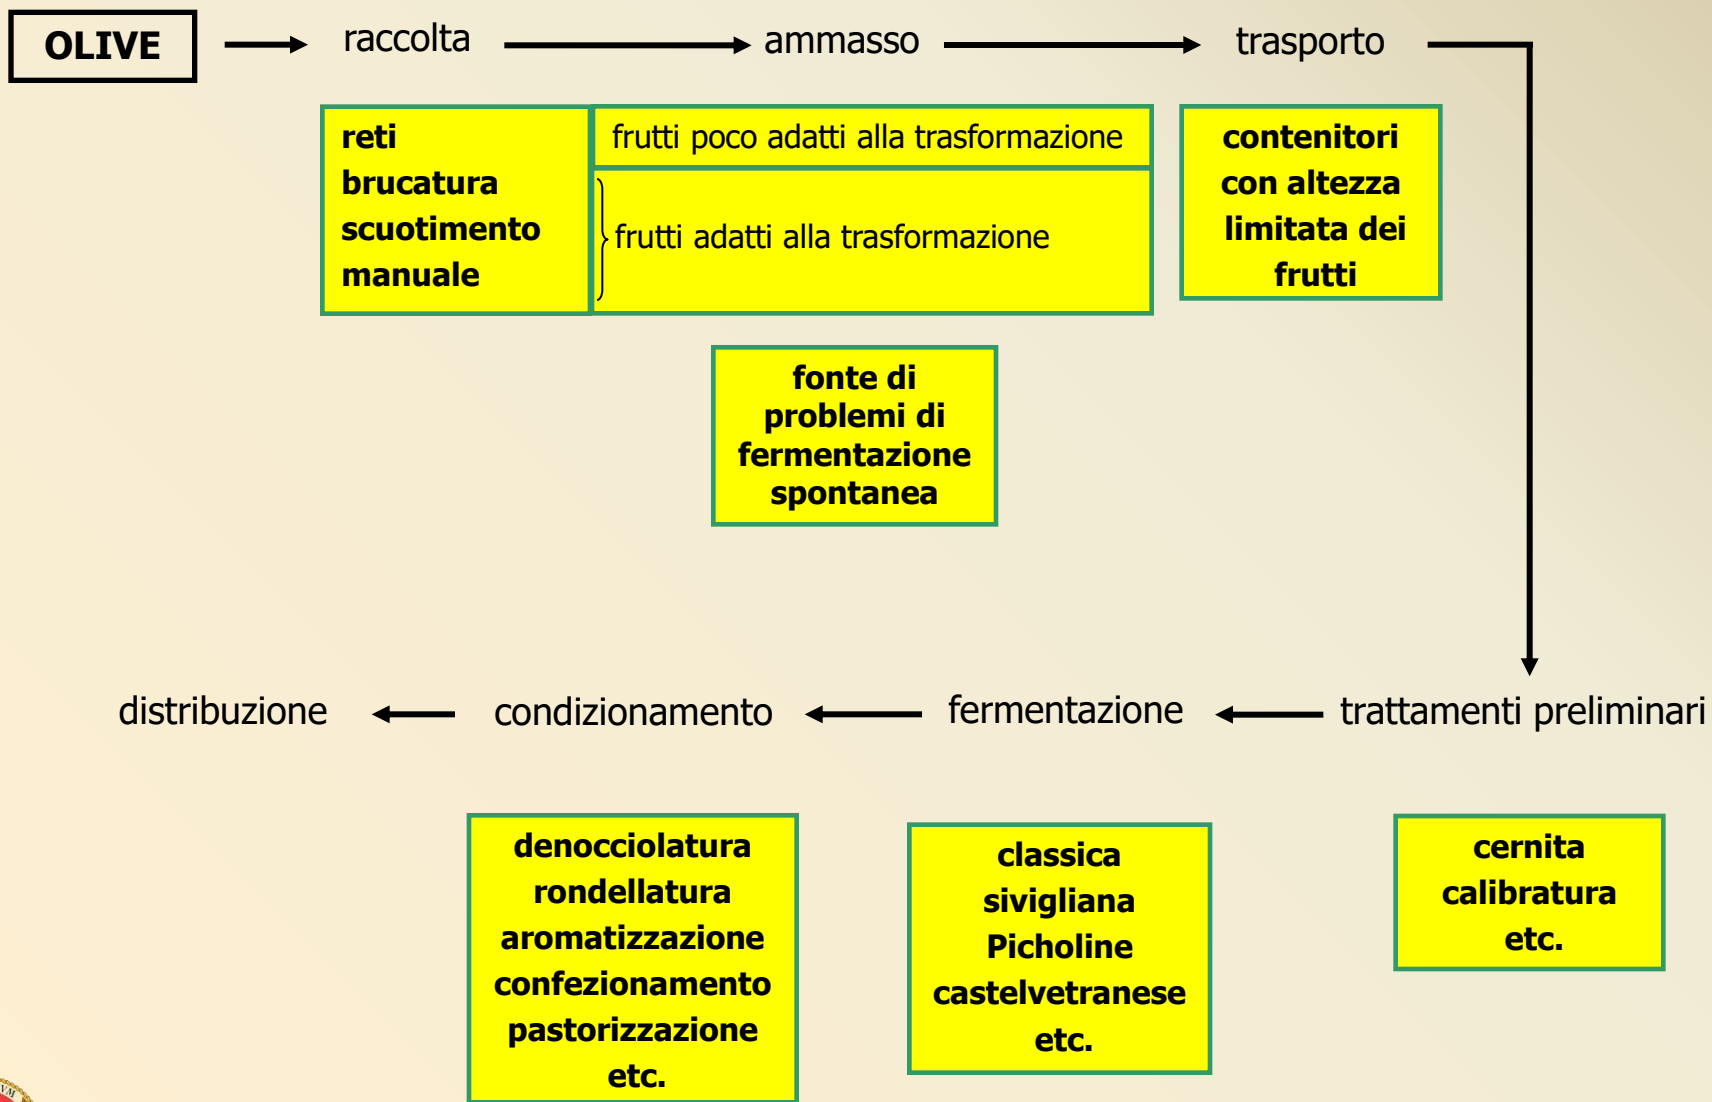 OLIVE
raccolta
ammasso
trasporto
reti
brucatura
scuotimento
manuale
frutti poco adatti alla trasformazione
frutti adatti alla trasformazione
contenitori
con altezza
limitata dei
frutti
fonte di
problemi di
fermentazione
spontanea
distribuzione
condizionamento
fermentazione
trattamenti preliminari
denocciolatura
rondellatura
aromatizzazione
confezionamento
pastorizzazione
etc.
classica
sivigliana
Picholine
castelvetranese
etc.
cernita
calibratura
etc.